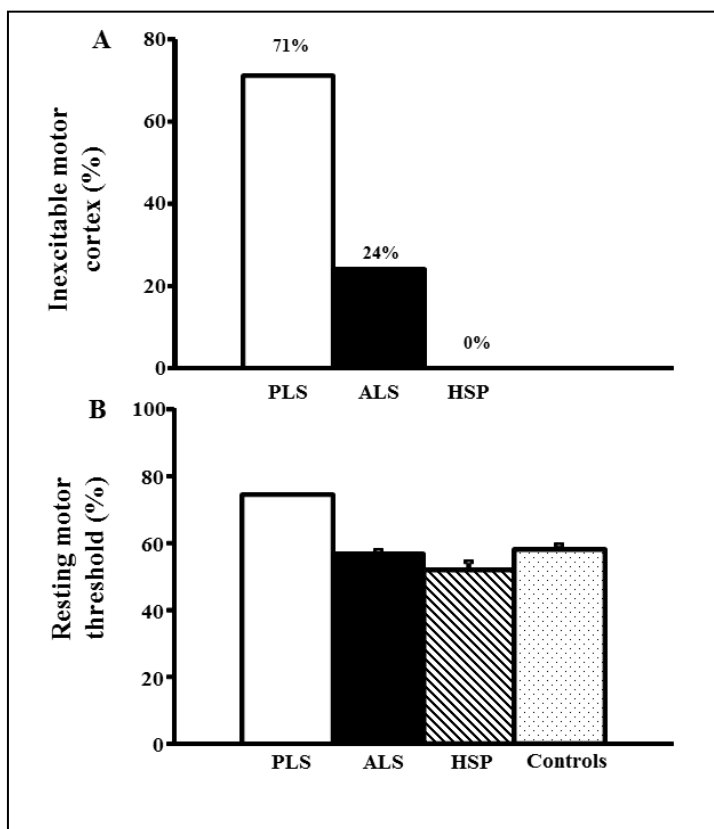 A
80
71%
60
40
24%
20
0%
0
Inexcitable motor
cortex (%)
PLS ALS HSP
B
100
80
60
40
20
0
Resting motor
threshold (%)
PLS ALS HSP Controls